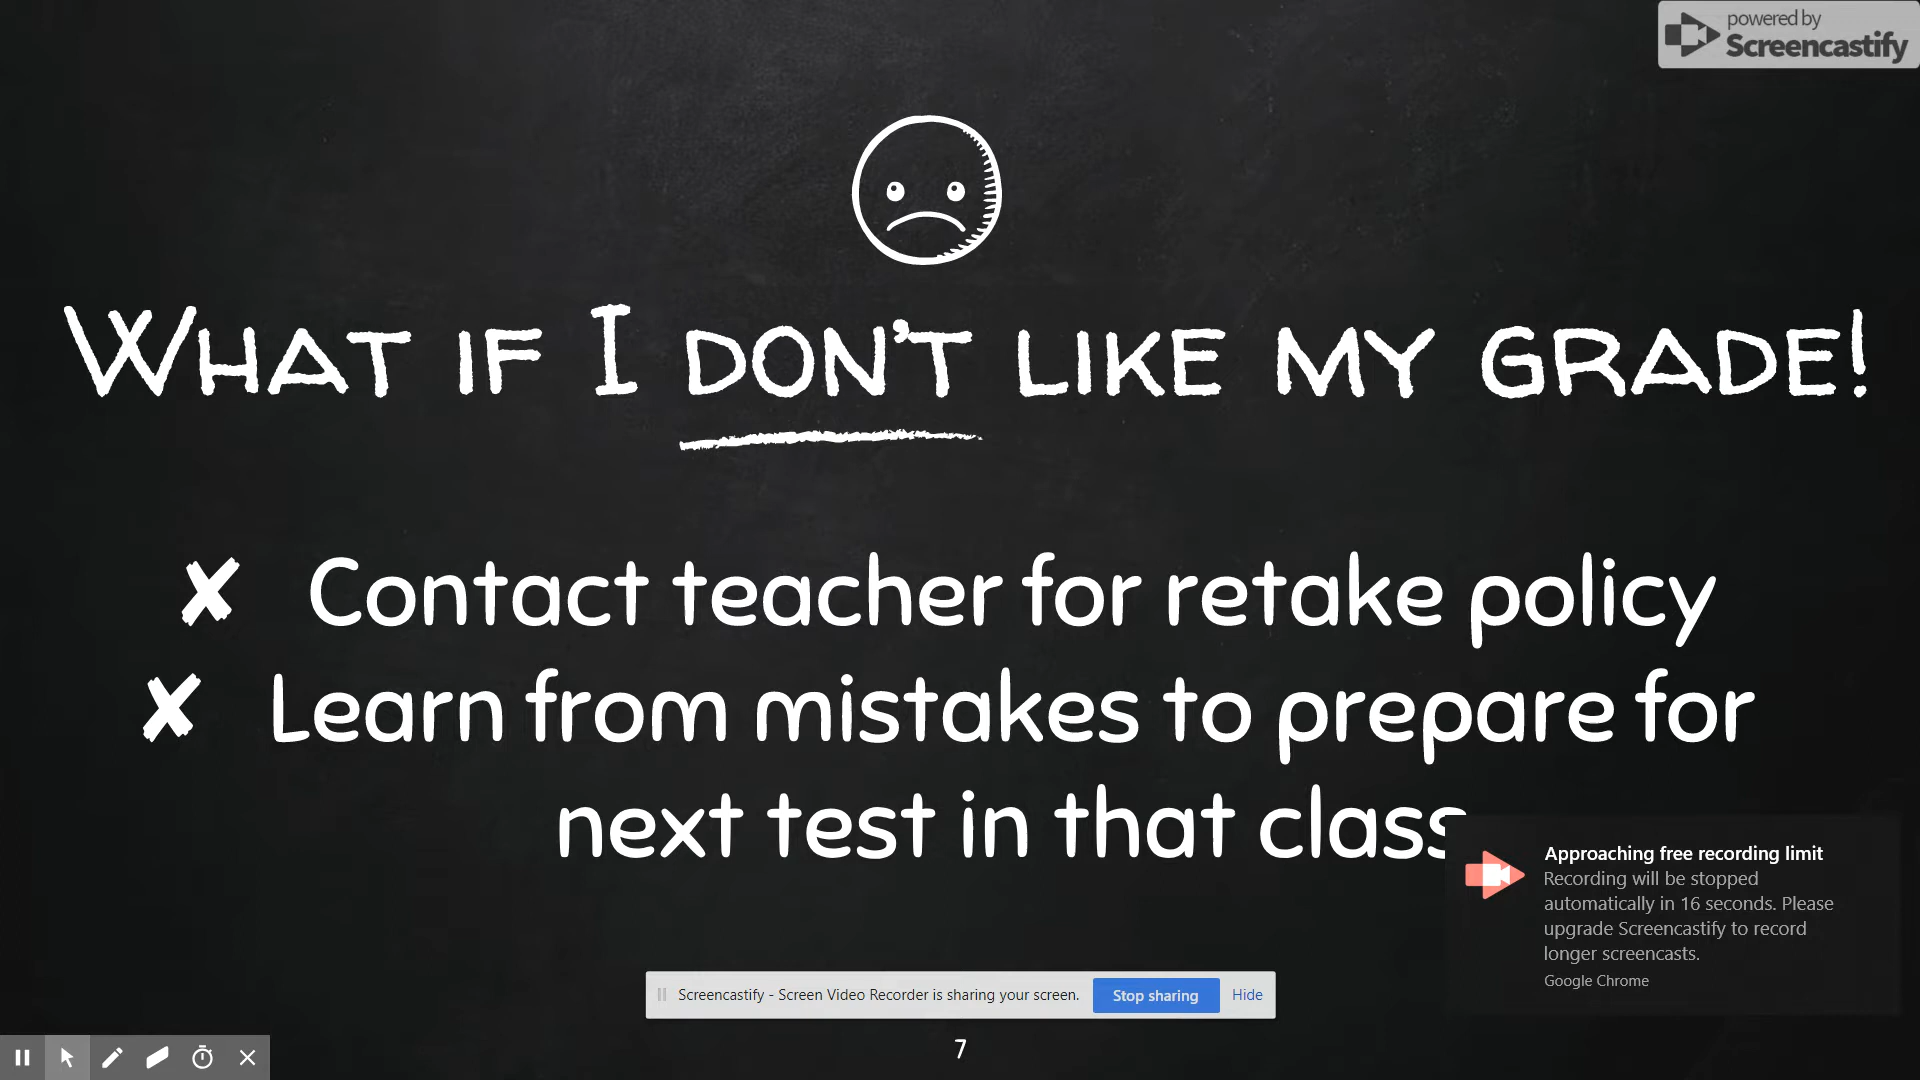 powered by
Screencastify
What if I don't like my grade!
✘ Contact teacher for retake policy
✘ Learn from mistakes to prepare for
next test in that class
Approaching free recording limit
Recording will be stopped
automatically in 16 seconds. Please
upgrade Screencastify to record
longer screencasts.
Google Chrome
Screencastify - Screen Video Recorder is sharing your screen. Stop sharing Hide
7